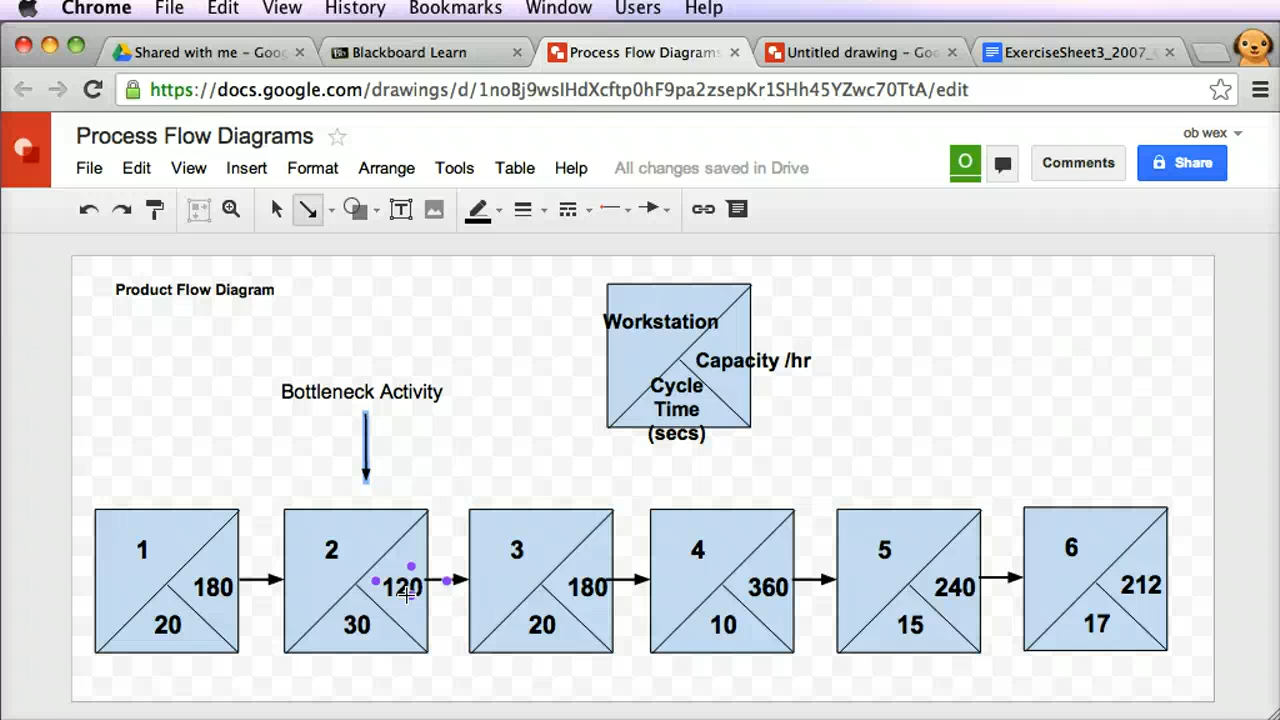 Chrome File Edit View History Bookmarks Window Users Help
Shared with me - Goo
Bb Blackboard Learn
Process Flow Diagrams
Untitled drawing - Go
ExerciseSheet3_2007_
https://docs.google.com/drawings/d/1noBj9wsIHdXcftp0hF9pa2zsepKr1SHh45YZwc70TtA/edit
Process Flow Diagrams
ob wex
File Edit View Insert Format Arrange Tools Table Help All changes saved in Drive
O
Comments
Share
Product Flow Diagram
Workstation
Capacity /hr
Cycle
Time
(secs)
Bottleneck Activity
1 2 3 4 5 6
180 120 180 360 240 212
20 30 20 10 15 17